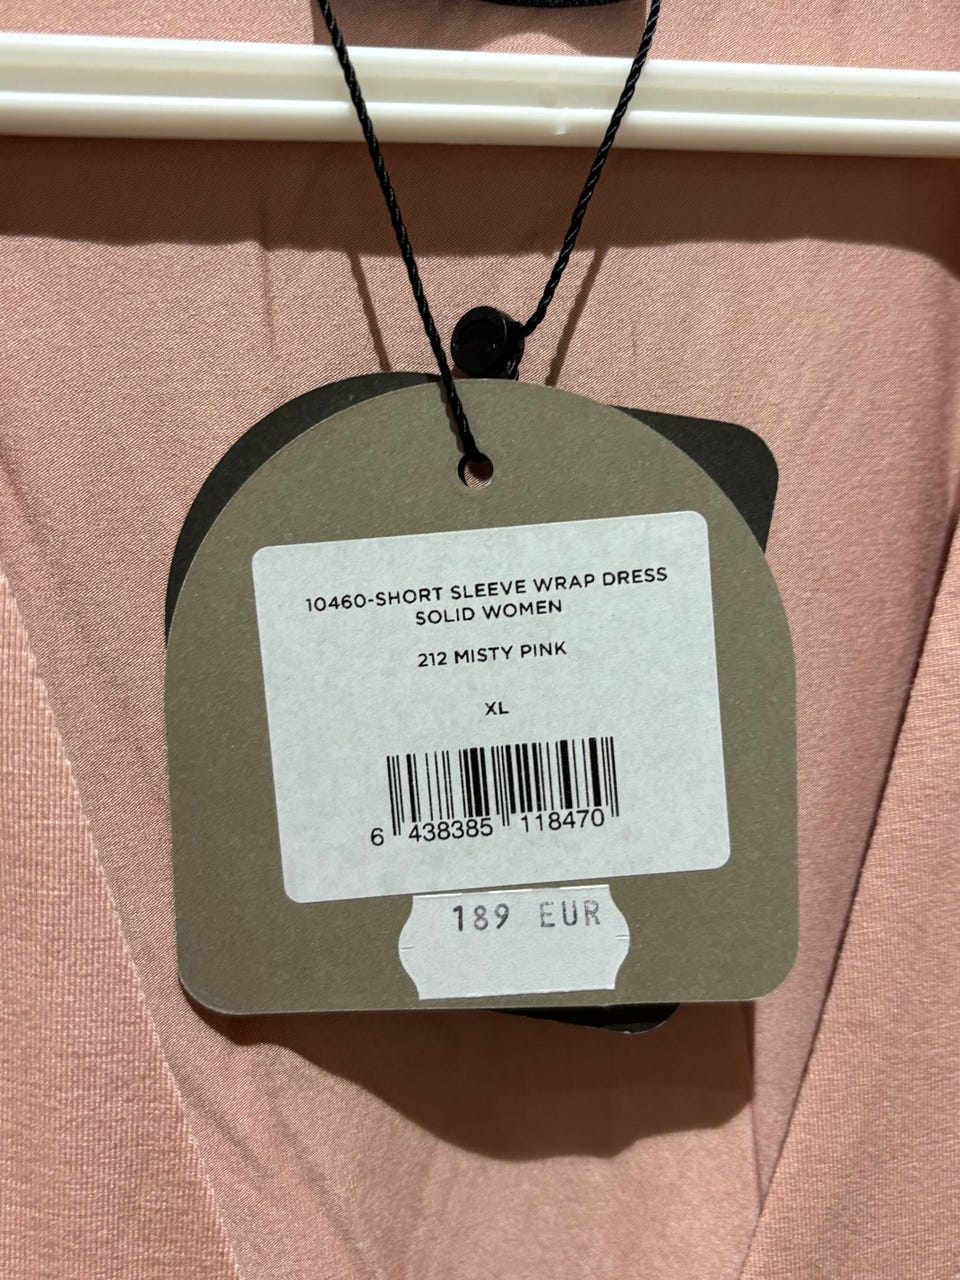 10460-SHORT SLEEVE WRAP DRESS
SOLID WOMEN
212 MISTY PINK
XL
6 438385 118470
189 EUR